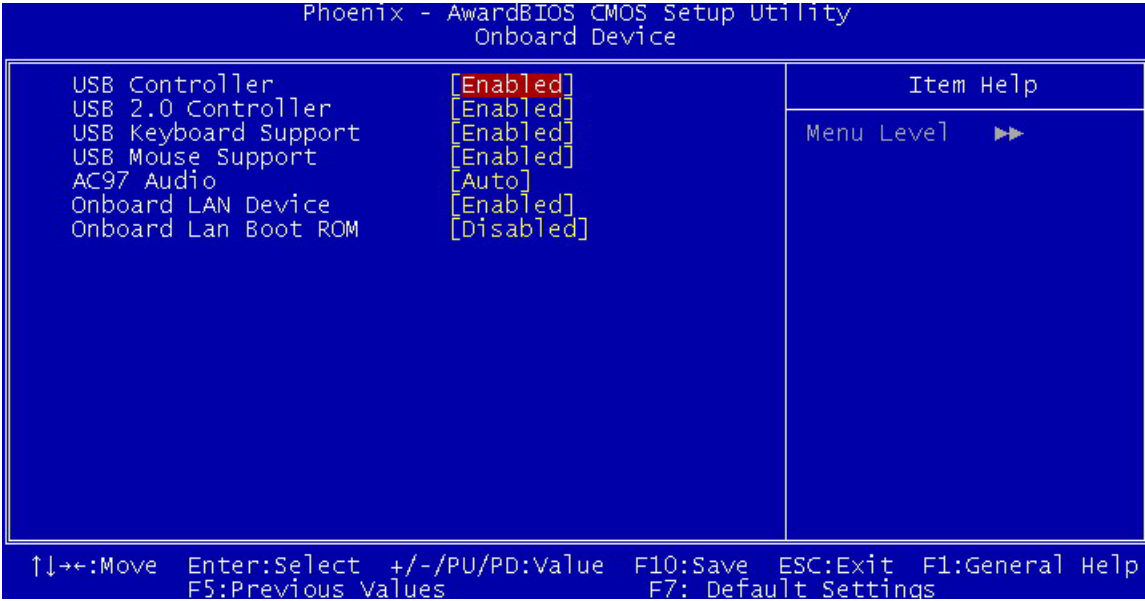 Phoenix - AwardBIOS CMOS Setup Utility
Onboard Device
USB Controller [Enabled]
USB 2.0 Controller [Enabled]
USB Keyboard Support [Enabled]
USB Mouse Support [Enabled]
AC97 Audio [Auto]
Onboard LAN Device [Enabled]
Onboard Lan Boot ROM [Disabled]
Item Help
Menu Level ▶▶
↑↓→←:Move Enter:Select +/-/PU/PD:Value F10:Save ESC:Exit F1:General Help
F5:Previous Values F7: Default Settings